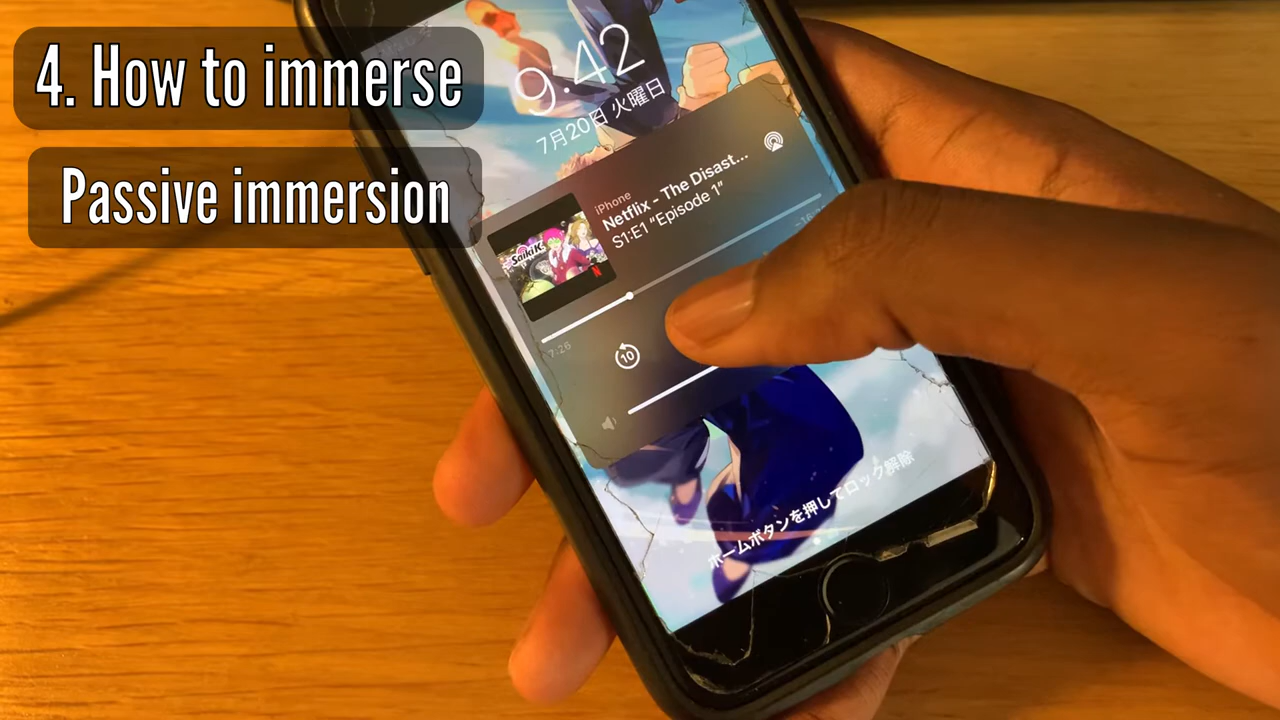 4. How to immerse
Passive immersion
9:42
7月20日 火曜日
iPhone
Netflix - The Disast...
S1:E1 “Episode 1”
Saiki K.
N
7:26
10
ホームボタンを押してロック解除